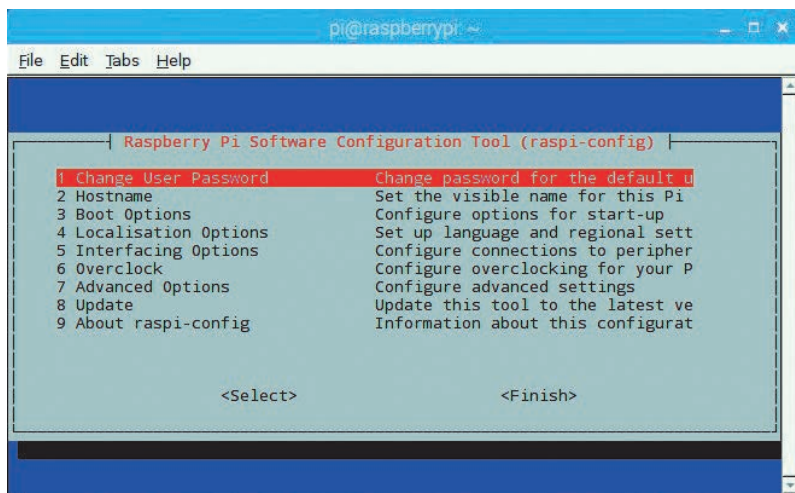 pi@raspberrypi: ~
File Edit Tabs Help
Raspberry Pi Software Configuration Tool (raspi-config)
1 Change User Password Change password for the default u
2 Hostname Set the visible name for this Pi
3 Boot Options Configure options for start-up
4 Localisation Options Set up language and regional sett
5 Interfacing Options Configure connections to peripher
6 Overclock Configure overclocking for your P
7 Advanced Options Configure advanced settings
8 Update Update this tool to the latest ve
9 About raspi-config Information about this configurat
<Select> <Finish>